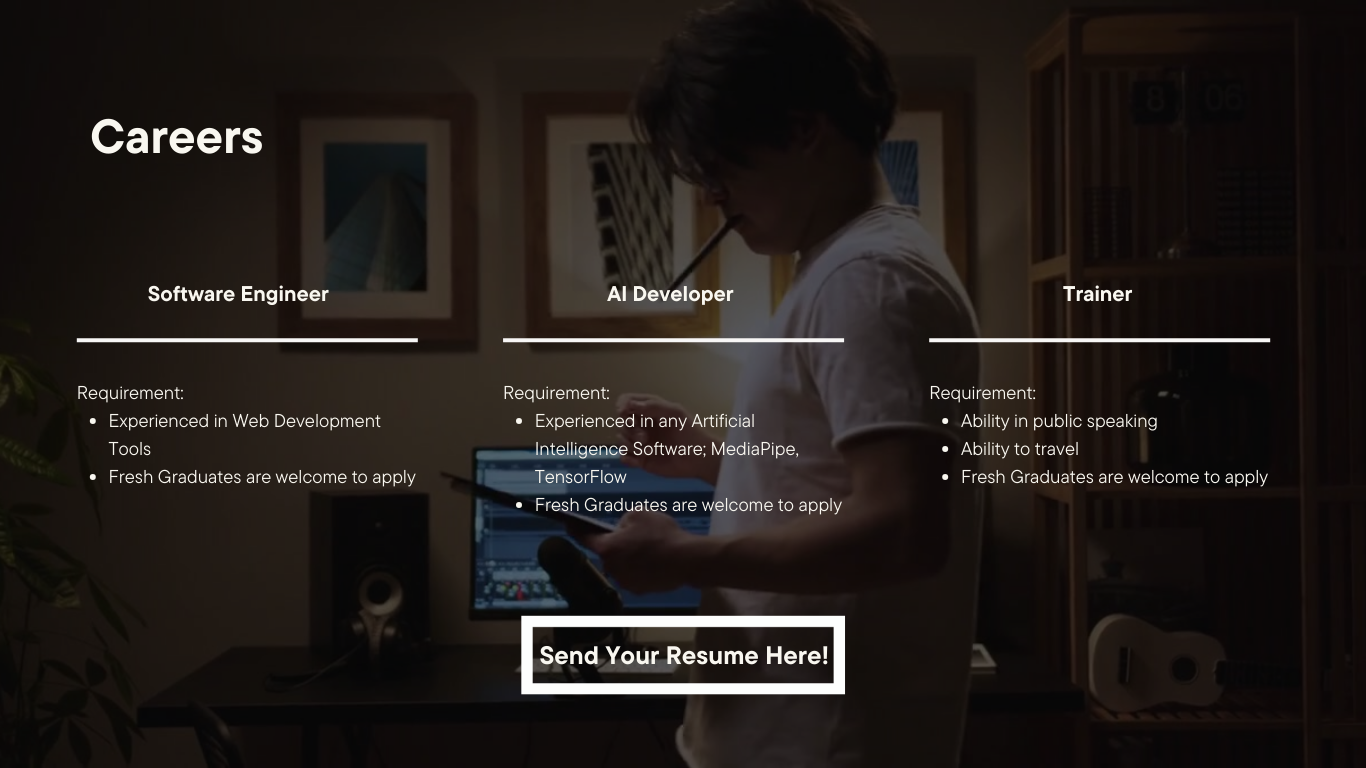 Careers
Software Engineer
Requirement:
• Experienced in Web Development
Tools
• Fresh Graduates are welcome to apply
AI Developer
Requirement:
• Experienced in any Artificial
Intelligence Software; MediaPipe,
TensorFlow
• Fresh Graduates are welcome to apply
Trainer
Requirement:
• Ability in public speaking
• Ability to travel
• Fresh Graduates are welcome to apply
Send Your Resume Here!
8 06